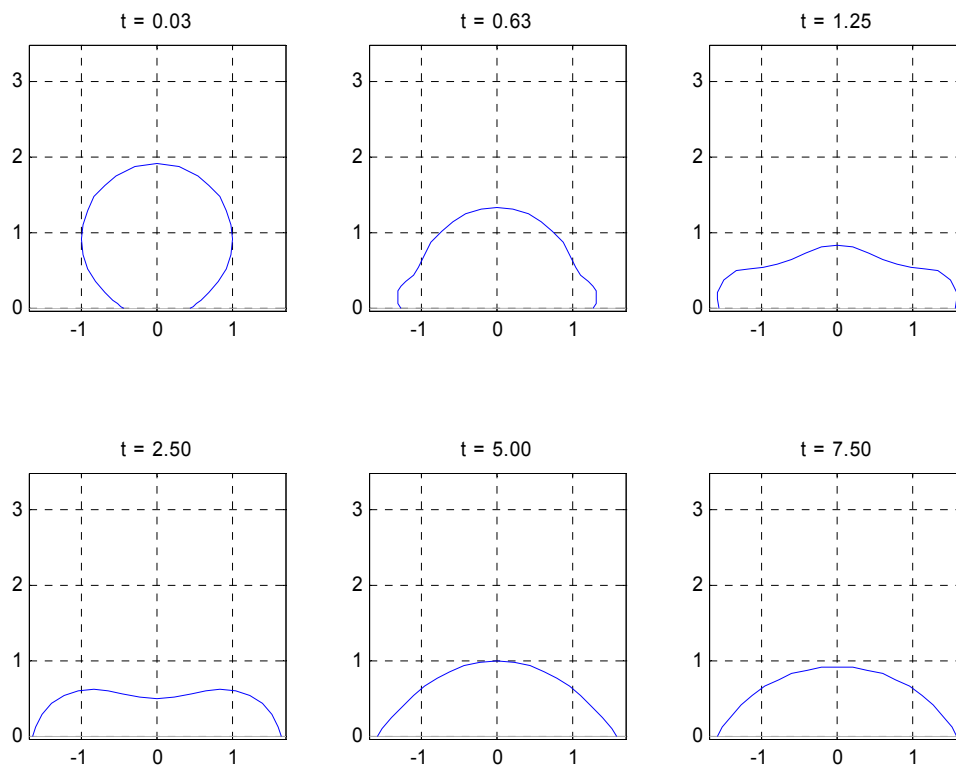 t = 0.03 t = 0.63 t = 1.25
3 3 3
2 2 2
1 1 1
0 0 0
-1 0 1 -1 0 1 -1 0 1
t = 2.50 t = 5.00 t = 7.50
3 3 3
2 2 2
1 1 1
0 0 0
-1 0 1 -1 0 1 -1 0 1